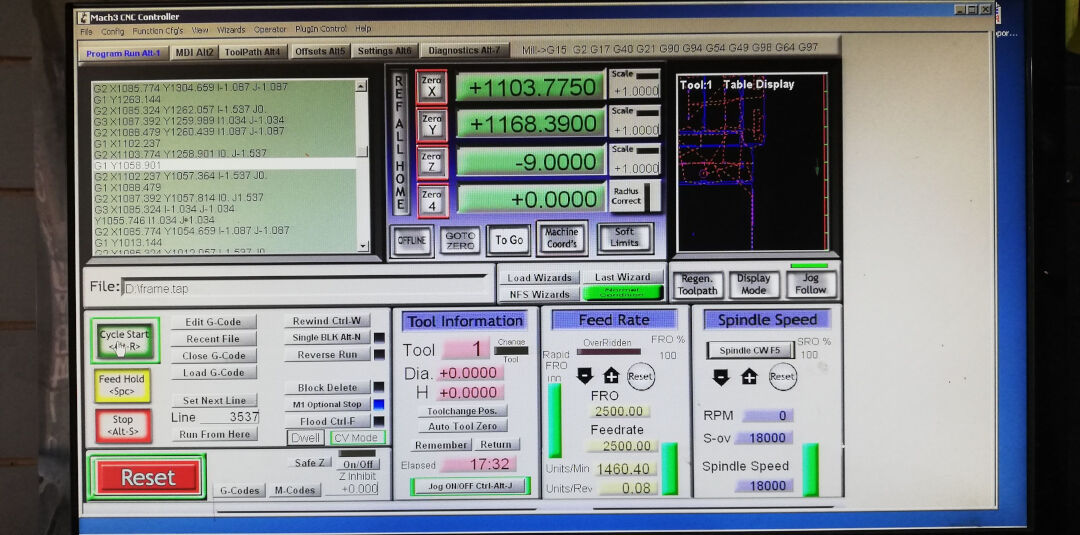 Mach3 CNC Controller
File Config Function Cfg's View Wizards Operator PlugIn Control Help
Program Run Alt-1 MDI Alt2 ToolPath Alt4 Offsets Alt5 Settings Alt6 Diagnostics Alt-7 Mill->G15 G2 G17 G40 G21 G90 G94 G54 G49 G98 G64 G97
G2 X1085.774 Y1304.659 I-1.087 J-1.087
G1 Y1263.144
G2 X1085.324 Y1262.057 I-1.537 J0.
G3 X1087.392 Y1259.989 I1.034 J-1.034
G2 X1088.479 Y1260.439 I1.087 J-1.087
G1 X1102.237
G2 X1103.774 Y1258.901 I0. J-1.537
G1 Y1058.901
G2 X1102.237 Y1057.364 I-1.537 J0.
G1 X1088.479
G2 X1087.392 Y1057.814 I0. J1.537
G3 X1085.324 I-1.034 J-1.034
Y1055.746 I1.034 J-1.034
G2 X1085.774 Y1054.659 I-1.087 J-1.087
G1 Y1013.144
REF ALL HOME
Zero X +1103.7750 Scale +1.0000
Zero Y +1168.3900 Scale +1.0000
Zero Z -9.0000 Scale +1.0000
Zero 4 +0.0000 Radius Correct
OFFLINE GOTO ZERO To Go Machine Coord's Soft Limits
Tool:1 Table Display
File: D:\frame.tap
Load Wizards Last Wizard
NFS Wizards Normal Condition
Regen. Toolpath Display Mode Jog Follow
Cycle Start
<Alt-R>
Feed Hold
<Spc>
Stop
<Alt-S>
Edit G-Code
Recent File
Close G-Code
Load G-Code
Set Next Line
Line 3537
Run From Here
Rewind Ctrl-W
Single BLK Alt-N
Reverse Run
Block Delete
M1 Optional Stop
Flood Ctrl-F
Dwell CV Mode
Reset
G-Codes M-Codes
Safe Z On/Off
Z Inhibit
+0.000
Tool Information
Tool 1 Change Tool
Dia. +0.0000
H +0.0000
Toolchange Pos.
Auto Tool Zero
Remember Return
Elapsed 17:32
Jog ON/OFF Ctrl-Alt-J
Feed Rate
OverRidden FRO %
100
Rapid FRO
100
Reset
FRO
2500.00
Feedrate
2500.00
Units/Min 1460.40
Units/Rev 0.08
Spindle Speed
Spindle CW F5 SRO %
100
Reset
RPM 0
S-ov 18000
Spindle Speed
18000